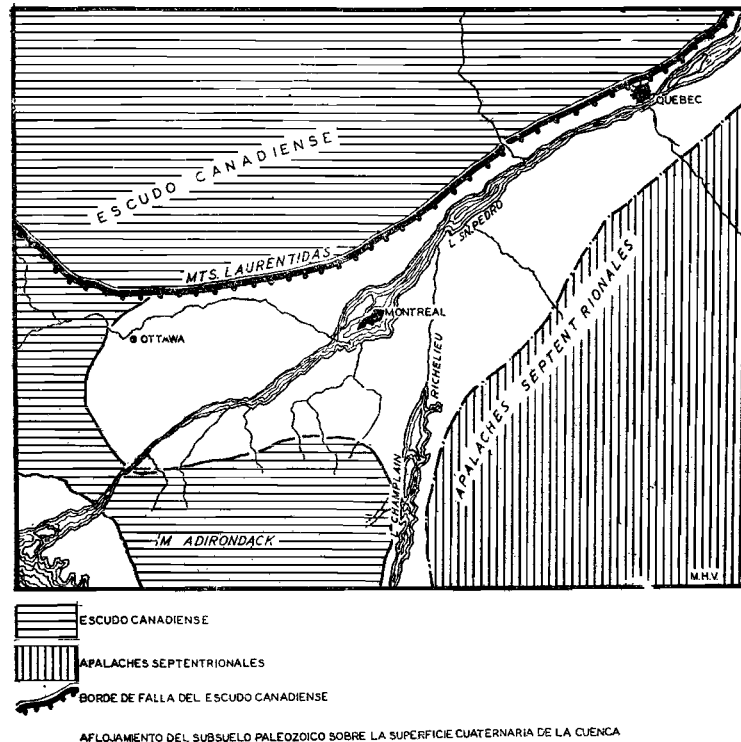 QUEBEC
ESCUDO CANADIENSE
L. SN. PEDRO
MTS. LAURENTIDAS
MONTREAL
OTTAWA
RICHELIEU
APALACHES SEPTENTRIONALES
CHAMPLAIN
M ADIRONDACK
M.H.V.
ESCUDO CANADIENSE
APALACHES SEPTENTRIONALES
BORDE DE FALLA DEL ESCUDO CANADIENSE
AFLOJAMIENTO DEL SUBSUELO PALEOZOICO SOBRE LA SUPERFICIE CUATERNARIA DE LA CUENCA